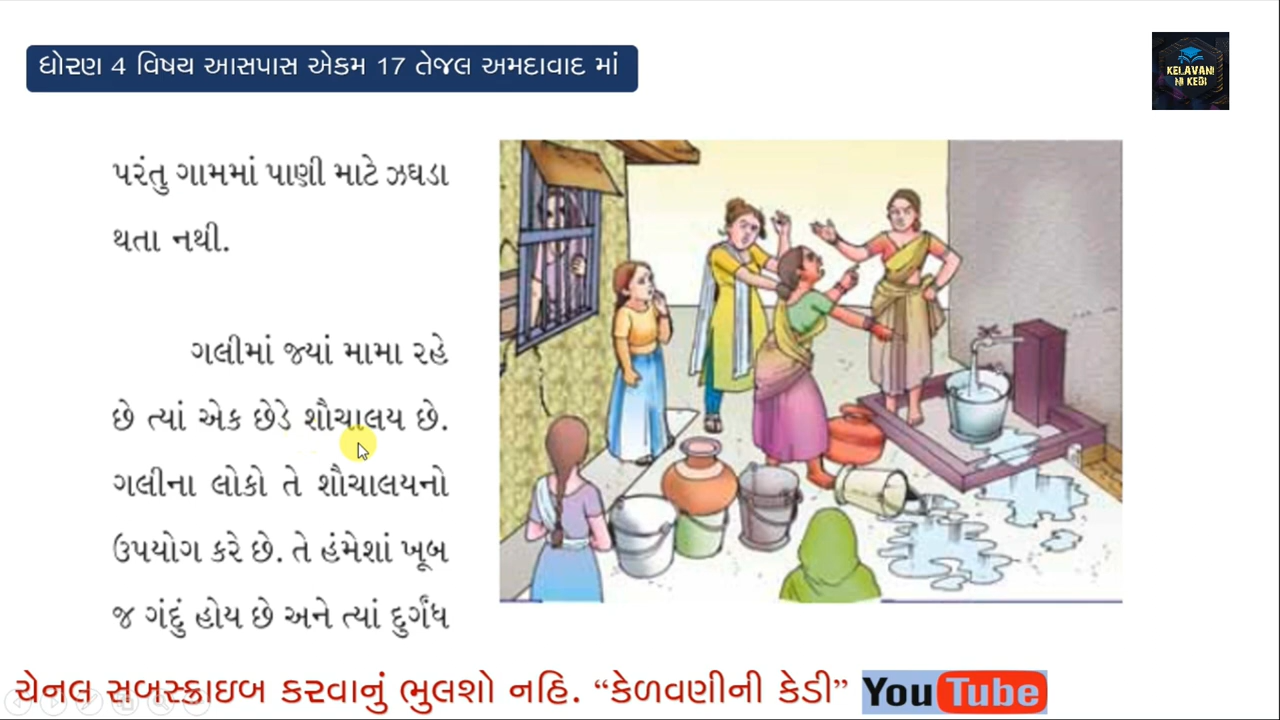 ધોરણ 4 વિષય આસપાસ એકમ 17 તેજલ અમદાવાદ માં
KELAVANI
NI KEDI
પરંતુ ગામમાં પાણી માટે ઝઘડા
થતા નથી.
ગલીમાં જ્યાં મામા રહે
છે ત્યાં એક છેડે શૌચાલય છે.
ગલીના લોકો તે શૌચાલયનો
ઉપયોગ કરે છે. તે હંમેશાં ખૂબ
જ ગંદું હોય છે અને ત્યાં દુર્ગંધ
ચેનલ સબસ્ક્રાઇબ કરવાનું ભુલશો નહિ. “કેળવણીની કેડી” YouTube